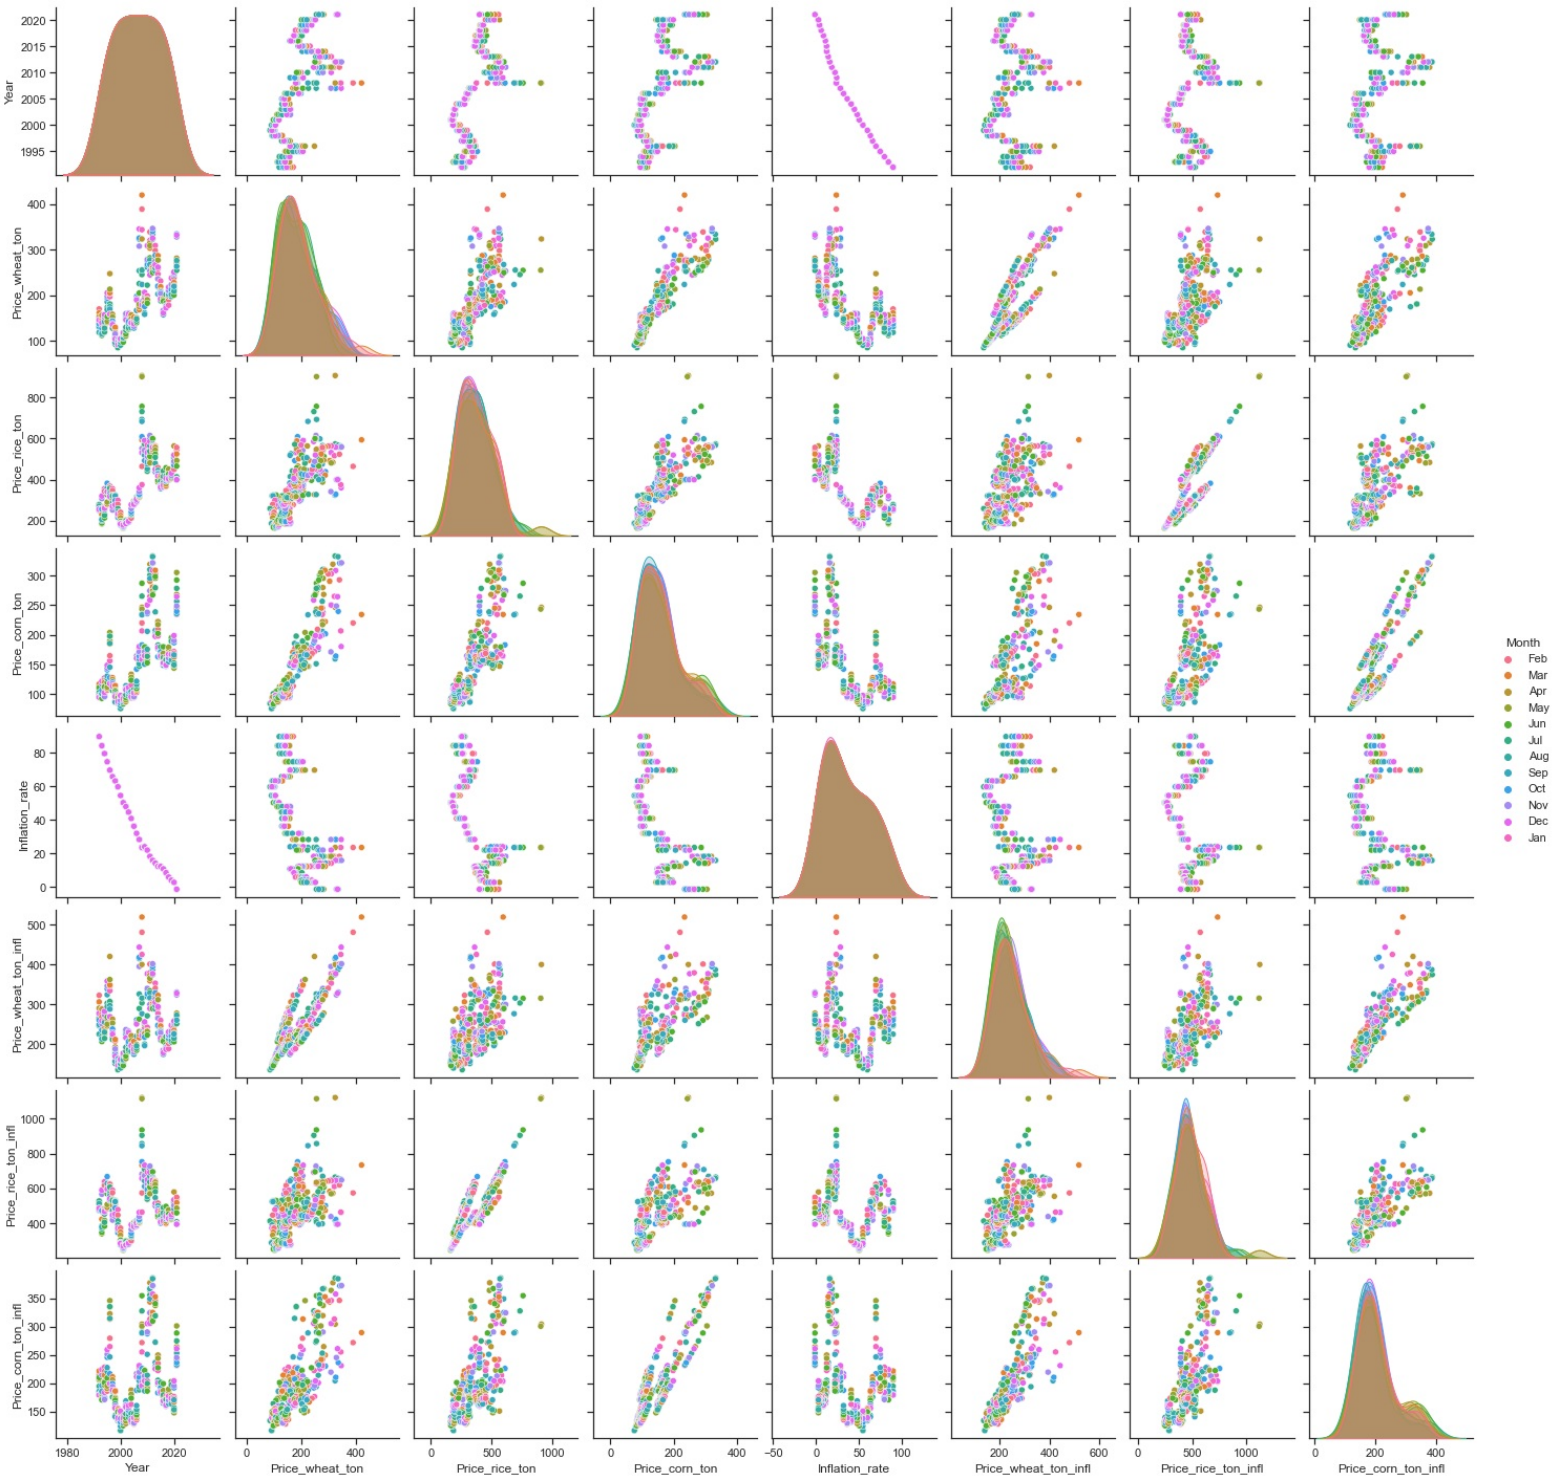 2020
2015
2010
2005
2000
1995
Year
400
300
200
100
Price_wheat_ton
800
600
400
200
Price_rice_ton
300
250
200
150
100
Price_corn_ton
80
60
40
20
0
Inflation_rate
500
400
300
200
Price_wheat_ton_infl
1000
800
600
400
Price_rice_ton_infl
350
300
250
200
150
Price_corn_ton_infl
1980 2000 2020
Year
0 200 400
Price_wheat_ton
0 500 1000
Price_rice_ton
0 200 400
Price_corn_ton
−50 0 50 100
Inflation_rate
200 400 600
Price_wheat_ton_infl
0 500 1000
Price_rice_ton_infl
0 200 400
Price_corn_ton_infl
Month
Feb
Mar
Apr
May
Jun
Jul
Aug
Sep
Oct
Nov
Dec
Jan